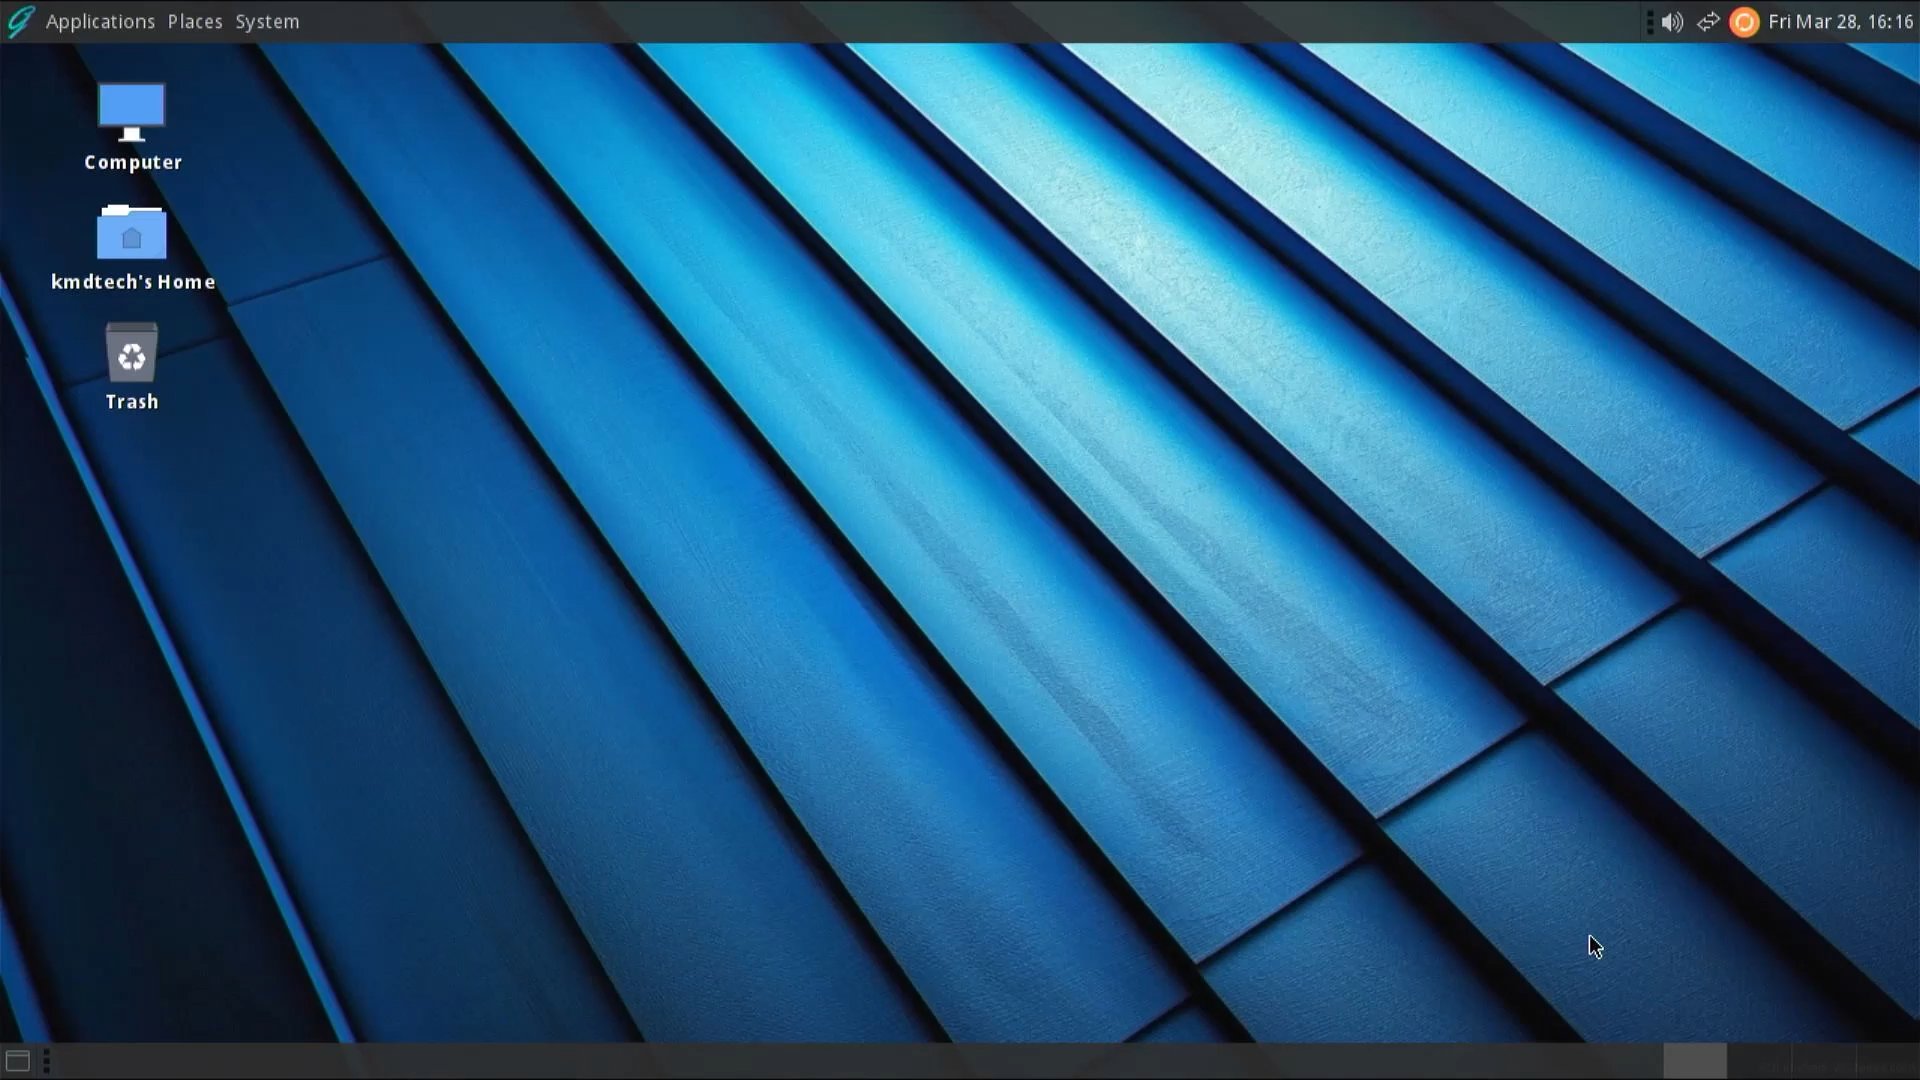 Applications Places System
Fri Mar 28, 16:16
Computer
kmdtech's Home
Trash